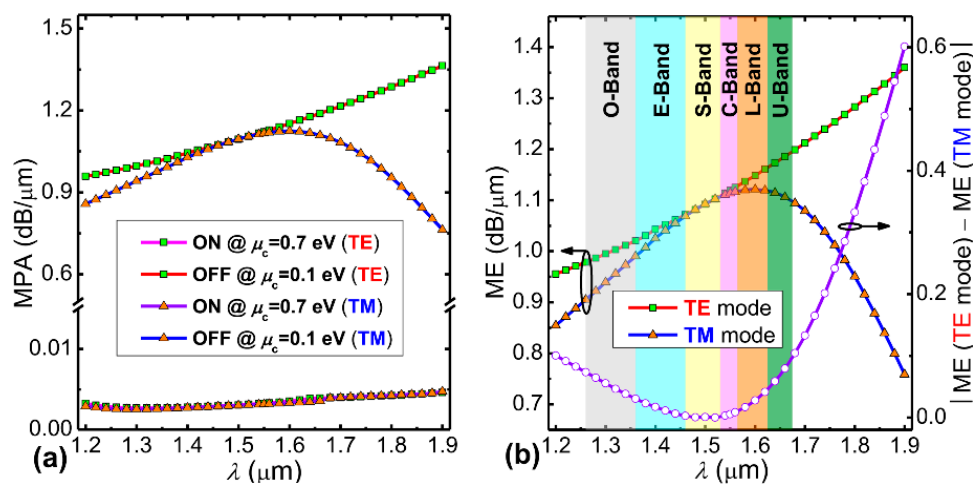 1.5
1.2
0.9
0.6
0.01
0.00
MPA (dB/μm)
ON @ μc=0.7 eV (TE)
OFF @ μc=0.1 eV (TE)
ON @ μc=0.7 eV (TM)
OFF @ μc=0.1 eV (TM)
1.2 1.3 1.4 1.5 1.6 1.7 1.8 1.9
(a)
λ (μm)
1.4
1.3
1.2
1.1
1.0
0.9
0.8
0.7
ME (dB/μm)
O-Band
E-Band
S-Band
C-Band
L-Band
U-Band
TE mode
TM mode
0.6
0.4
0.2
0.0
| ME (TE mode) − ME (TM mode) |
1.2 1.3 1.4 1.5 1.6 1.7 1.8 1.9
(b)
λ (μm)